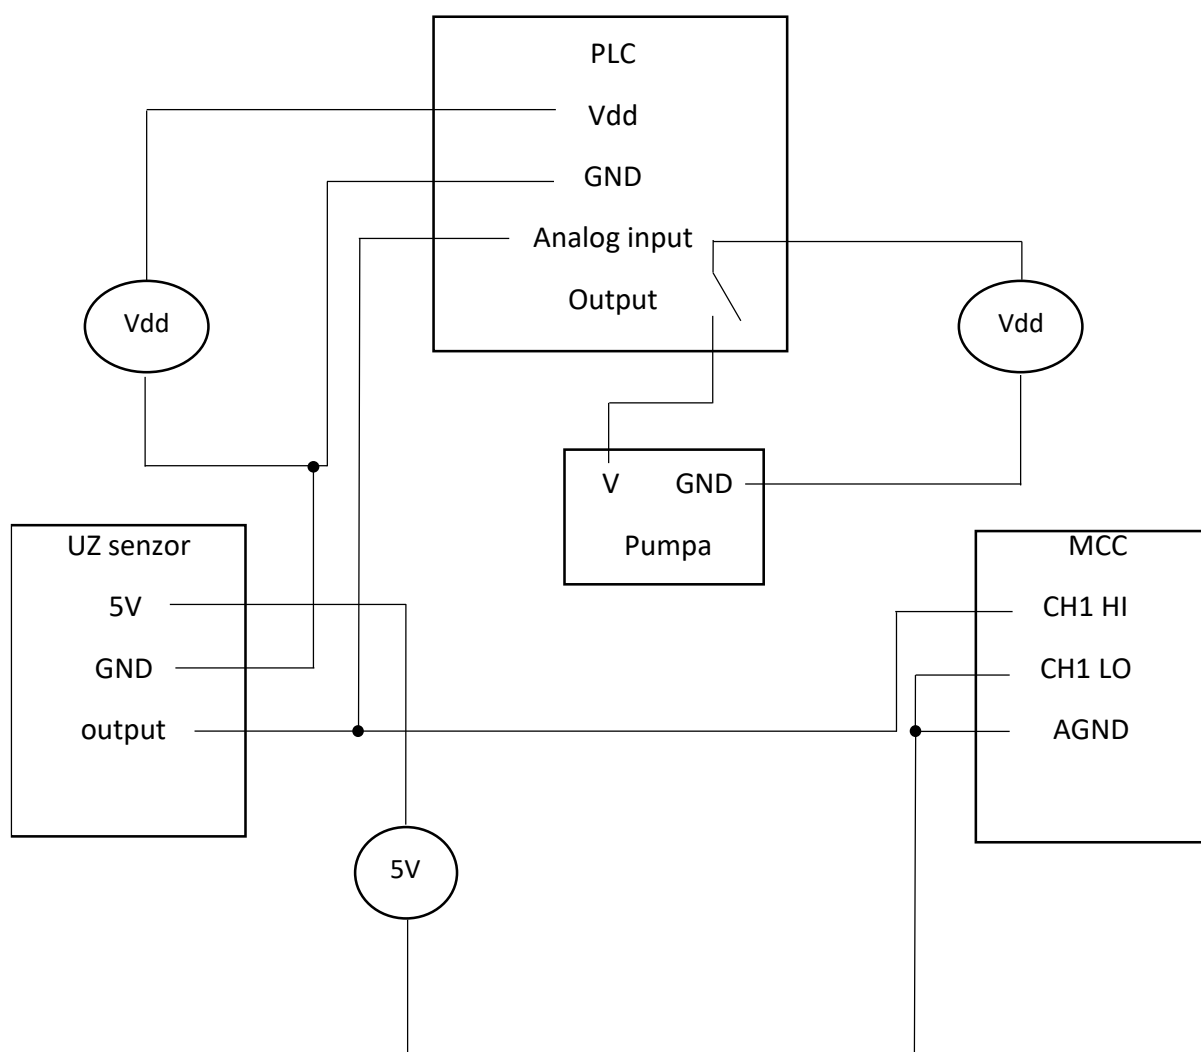 PLC
Vdd
GND
Analog input
Output
Vdd
Vdd
V GND
Pumpa
UZ senzor
5V
GND
output
MCC
CH1 HI
CH1 LO
AGND
5V